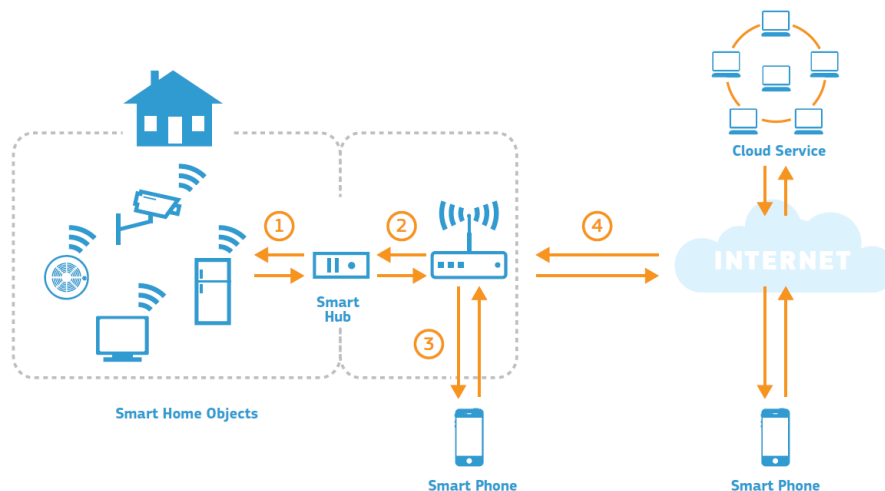 Cloud Service
1
2
4
INTERNET
Smart
Hub
3
Smart Home Objects
Smart Phone
Smart Phone